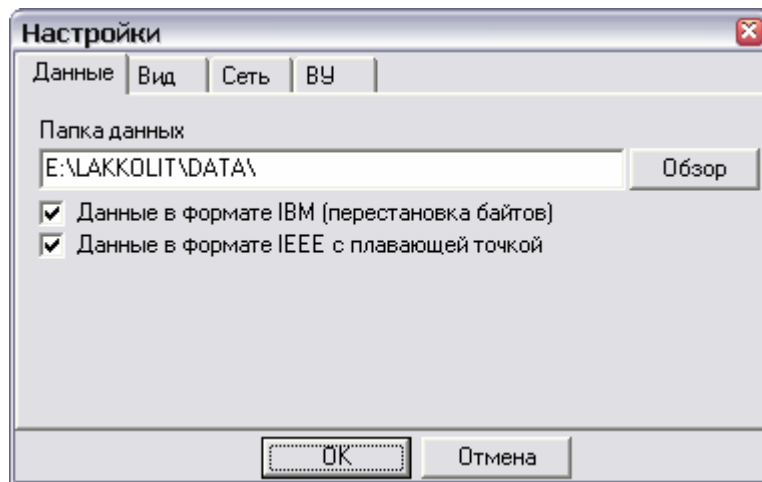 Настройки
Данные Вид Сеть ВУ
Папка данных
E:\LAKKOLIT\DATA\ Обзор
Данные в формате IBM (перестановка байтов)
Данные в формате IEEE с плавающей точкой
OK Отмена